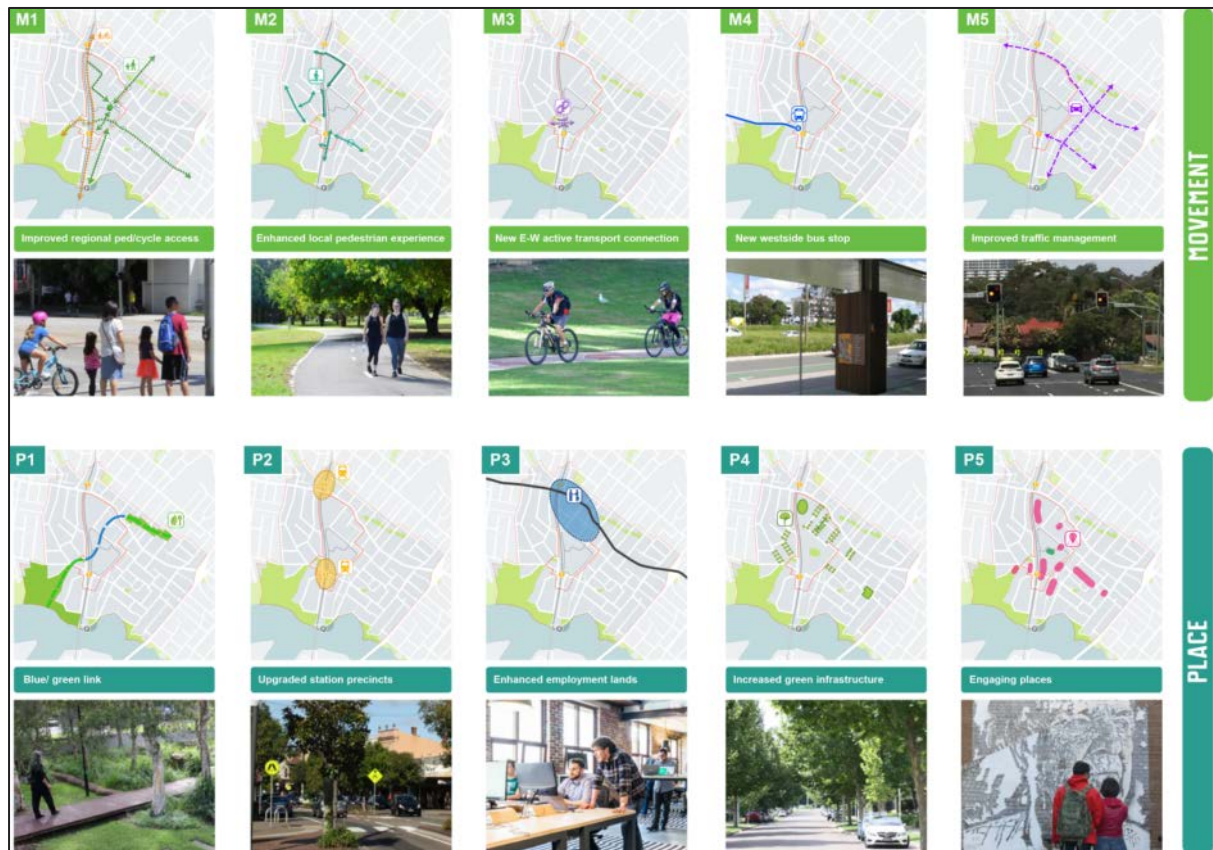 M1
M2
M3
M4
M5
Improved regional ped/cycle access
Enhanced local pedestrian experience
New E-W active transport connection
New westside bus stop
Improved traffic management
MOVEMENT
P1
P2
P3
P4
P5
Blue/ green link
Upgraded station precincts
Enhanced employment lands
Increased green infrastructure
Engaging places
PLACE